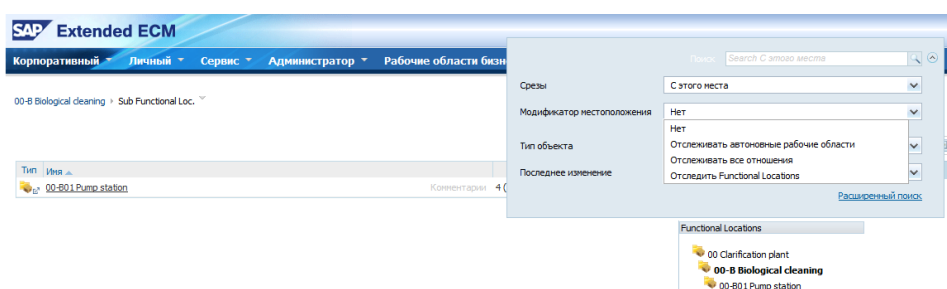 SAP Extended ECM
Корпоративный Личный Сервис Администратор Рабочие области бизн
Поиск Search С этого места
Срезы С этого места
Модификатор местоположения Нет
Нет
Отслеживать автономные рабочие области
Отслеживать все отношения
Отследить Functional Locations
Тип объекта
Последнее изменение
Расширенный поиск
00-B Biological cleaning Sub Functional Loc.
Тип Имя
00-B01 Pump station Комментарии 4 (
Functional Locations
00 Clarification plant
00-B Biological cleaning
00-B01 Pump station